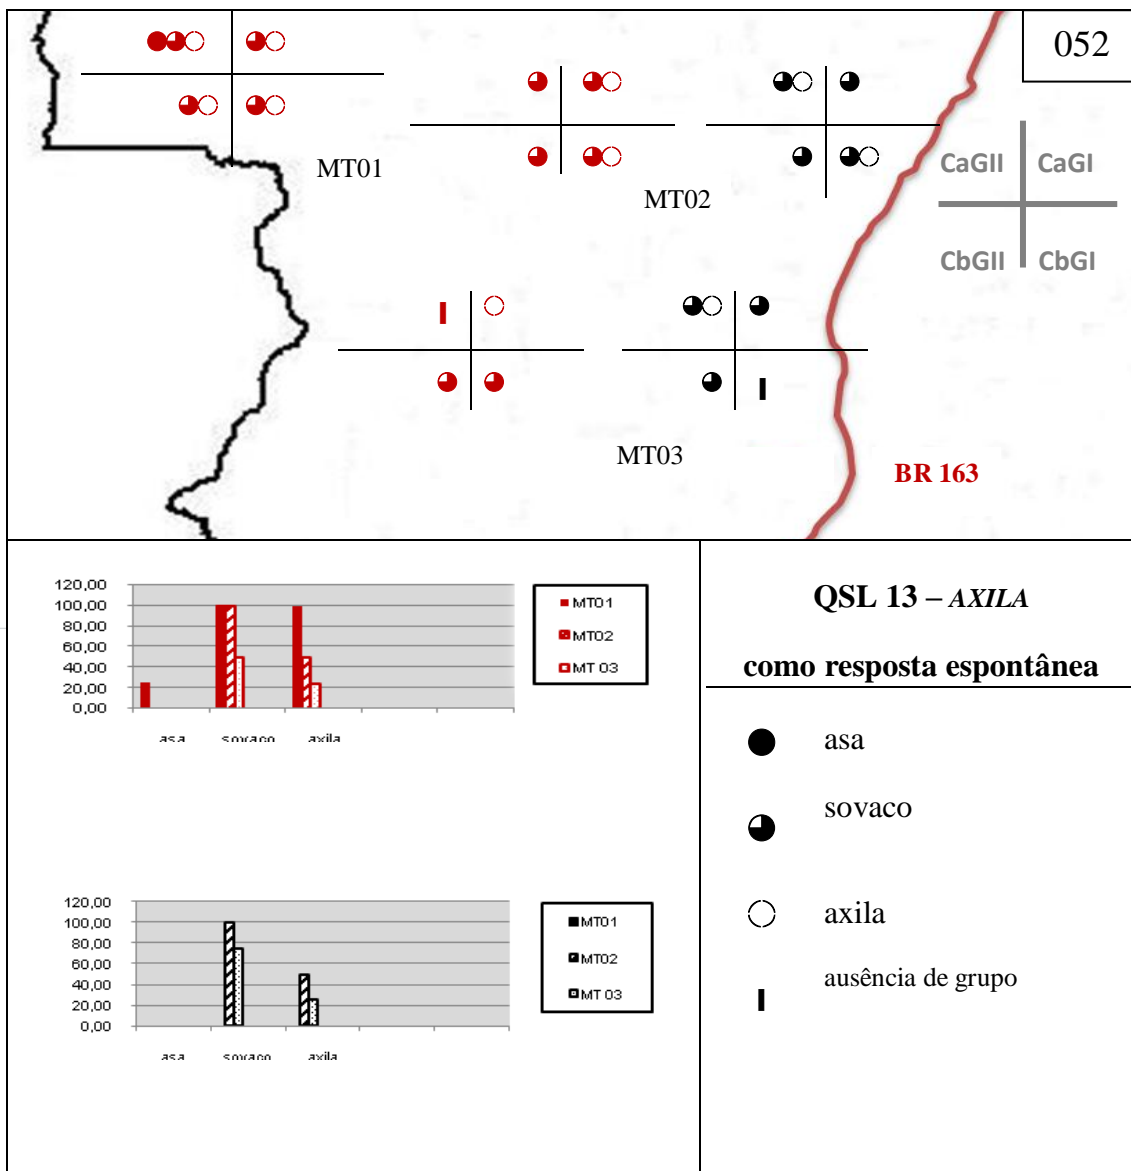 052
MT01
MT02
CaGII CaGI
CbGII CbGI
MT03
BR 163
120,00
100,00
80,00
60,00
40,00
20,00
0,00
asa sovaco axila
MT01
MT02
MT 03
120,00
100,00
80,00
60,00
40,00
20,00
0,00
asa sovaco axila
MT01
MT02
MT 03
QSL 13 – AXILA
como resposta espontânea
asa
sovaco
axila
ausência de grupo